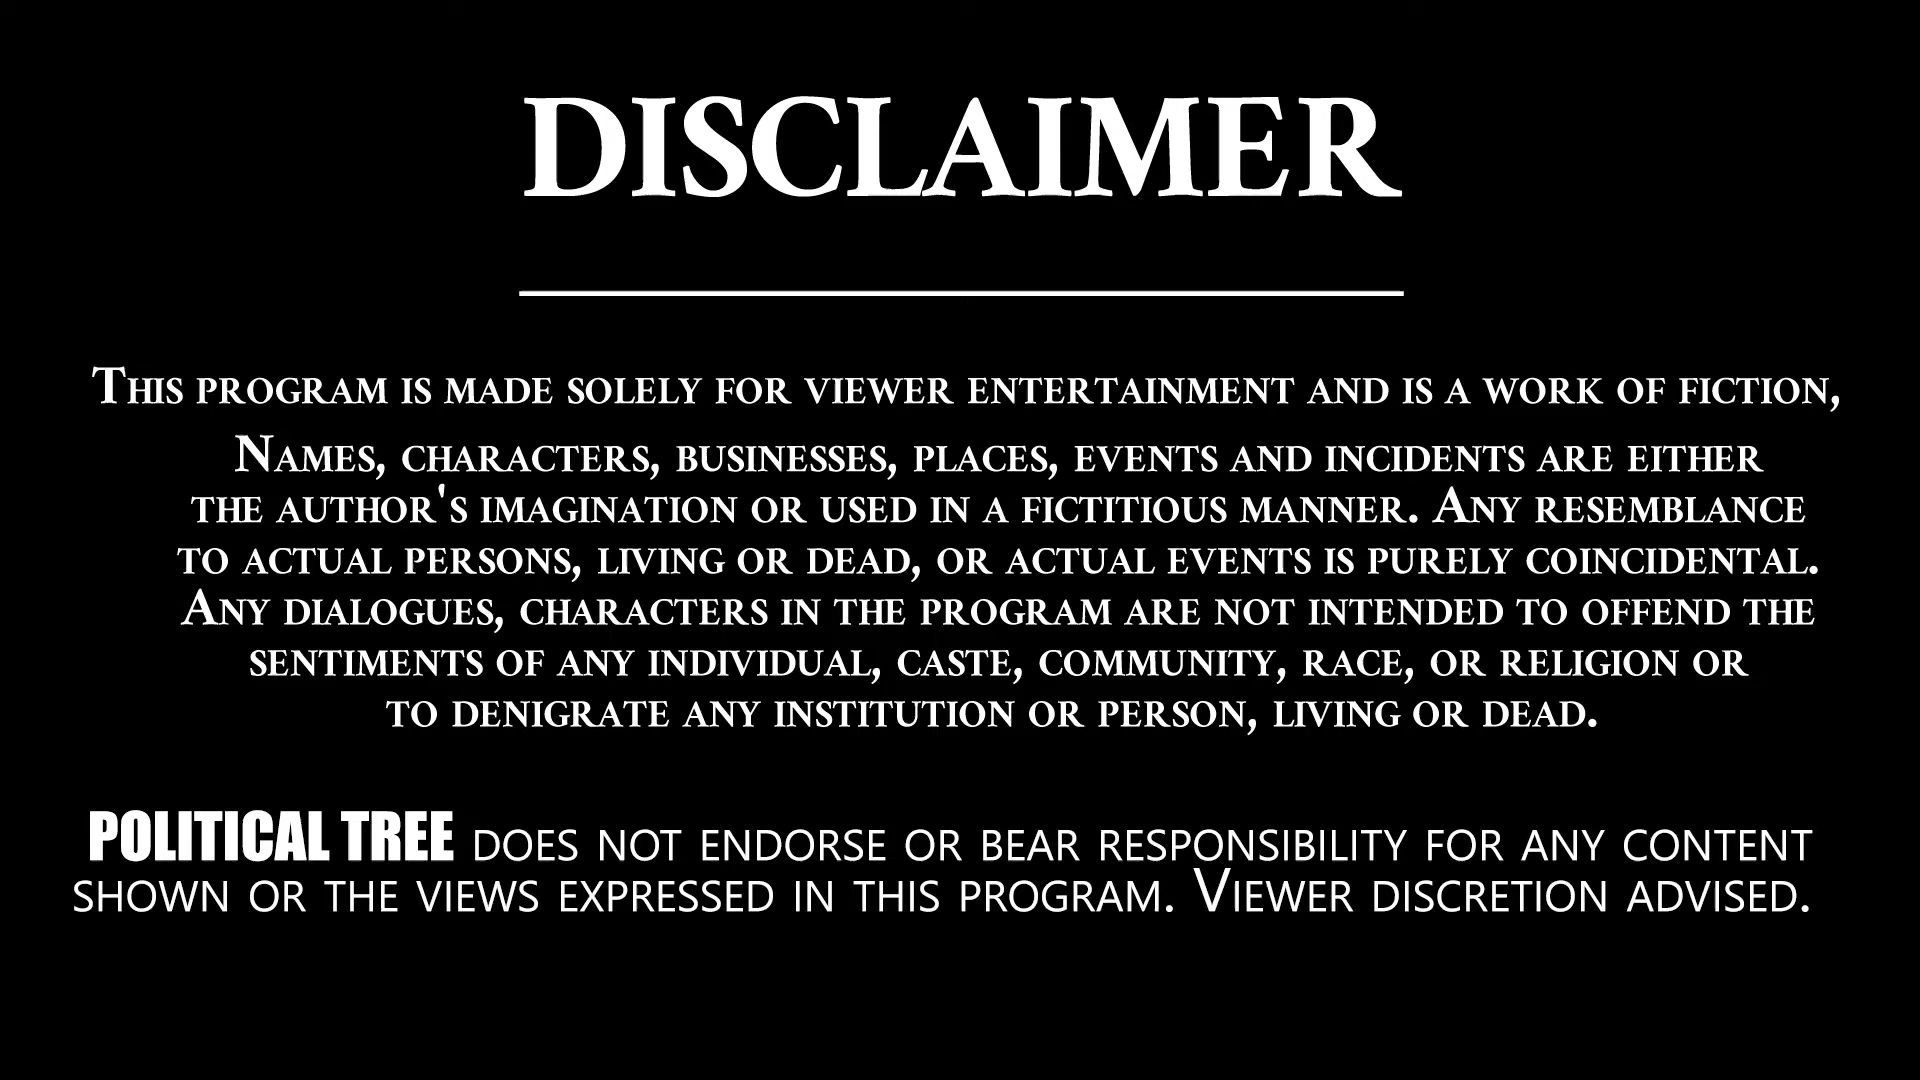 DISCLAIMER
This program is made solely for viewer entertainment and is a work of fiction,
Names, characters, businesses, places, events and incidents are either
the author's imagination or used in a fictitious manner. Any resemblance
to actual persons, living or dead, or actual events is purely coincidental.
Any dialogues, characters in the program are not intended to offend the
sentiments of any individual, caste, community, race, or religion or
to denigrate any institution or person, living or dead.
POLITICAL TREE does not endorse or bear responsibility for any content
shown or the views expressed in this program. Viewer discretion advised.